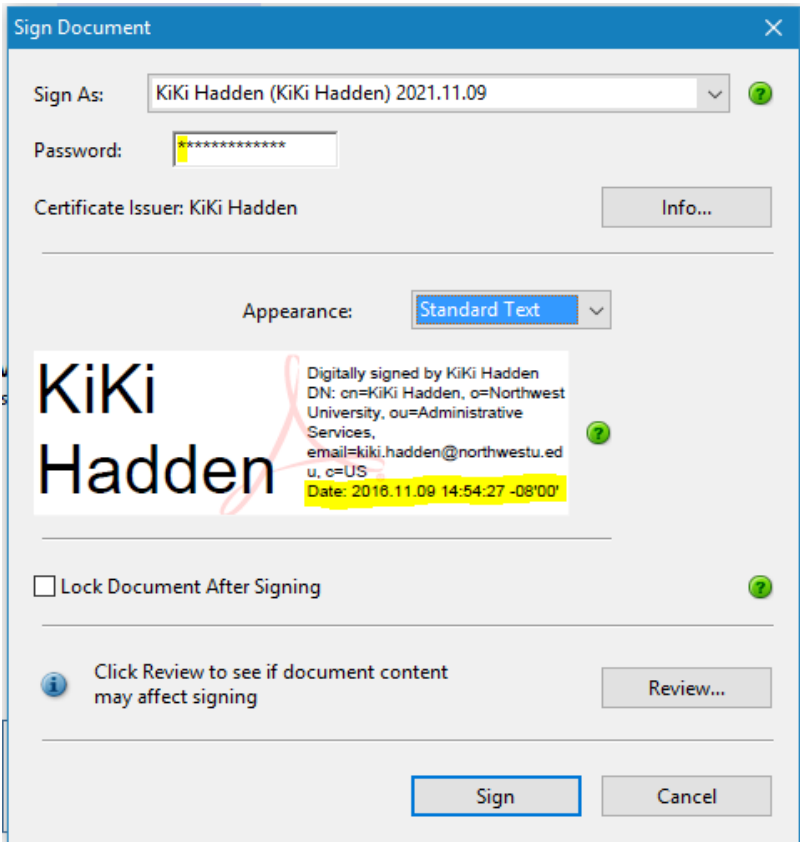 Sign Document
Sign As:
KiKi Hadden (KiKi Hadden) 2021.11.09
Password:
*************
Certificate Issuer: KiKi Hadden
Info...
Appearance:
Standard Text
KiKi
Hadden
Digitally signed by KiKi Hadden
DN: cn=KiKi Hadden, o=Northwest
University, ou=Administrative
Services,
email=kiki.hadden@northwestu.ed
u, c=US
Date: 2016.11.09 14:54:27 -08'00'
Lock Document After Signing
Click Review to see if document content
may affect signing
Review...
Sign
Cancel